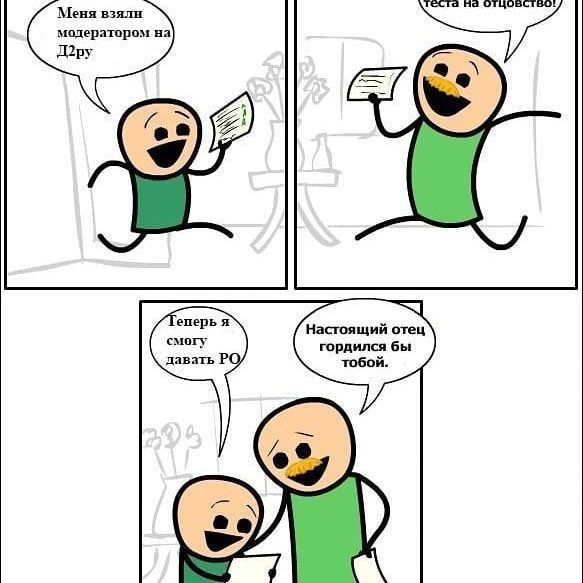 Меня взяли
модератором на
Д2ру
теста на отцовство!
Теперь я
смогу
давать РО
Настоящий отец
гордился бы
тобой.